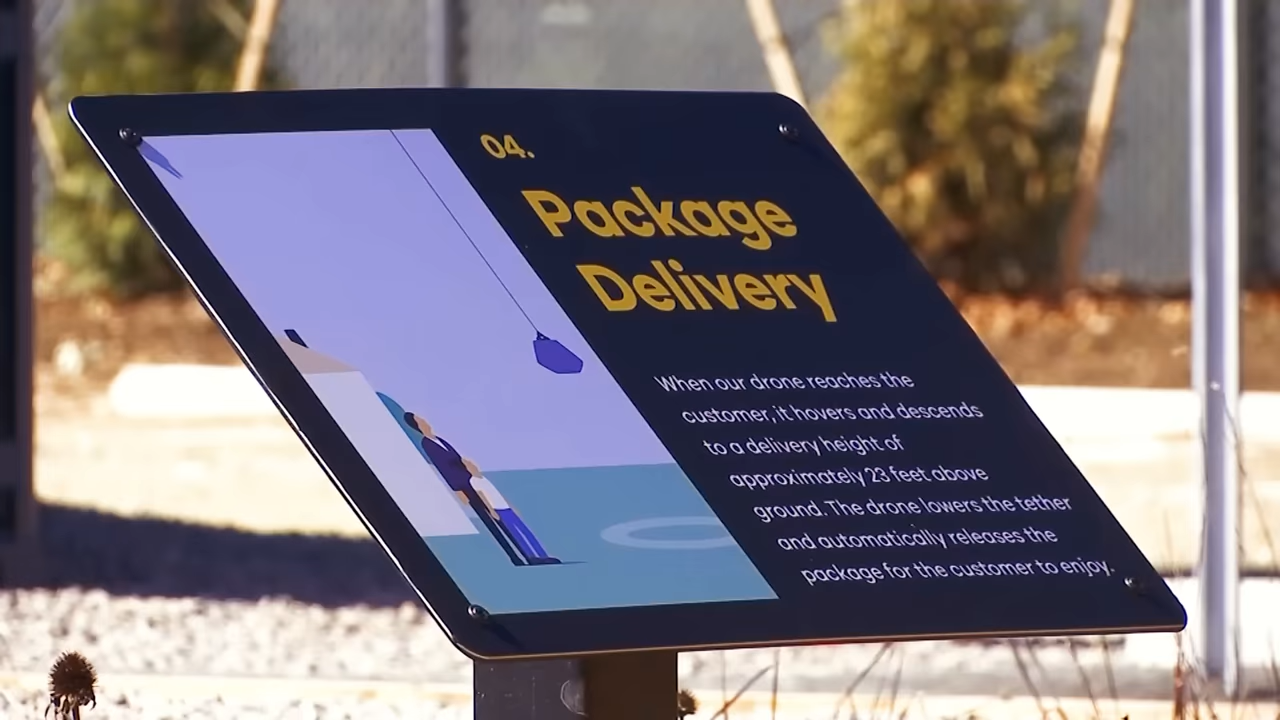 04.
Package
Delivery
When our drone reaches the
customer, it hovers and descends
to a delivery height of
approximately 23 feet above
ground. The drone lowers the tether
and automatically releases the
package for the customer to enjoy.